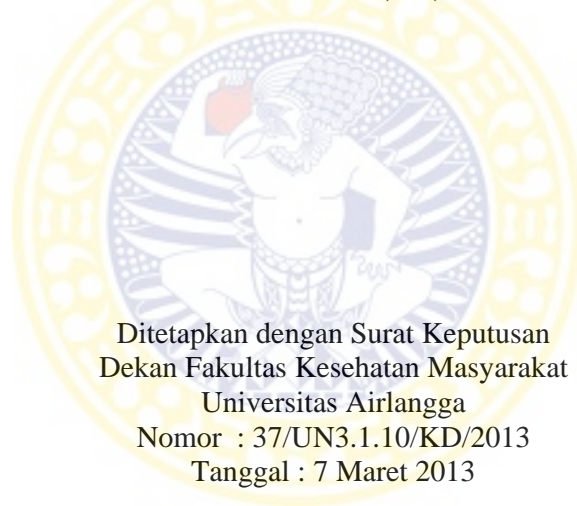 Ditetapkan dengan Surat Keputusan
Dekan Fakultas Kesehatan Masyarakat
Universitas Airlangga
Nomor : 37/UN3.1.10/KD/2013
Tanggal : 7 Maret 2013